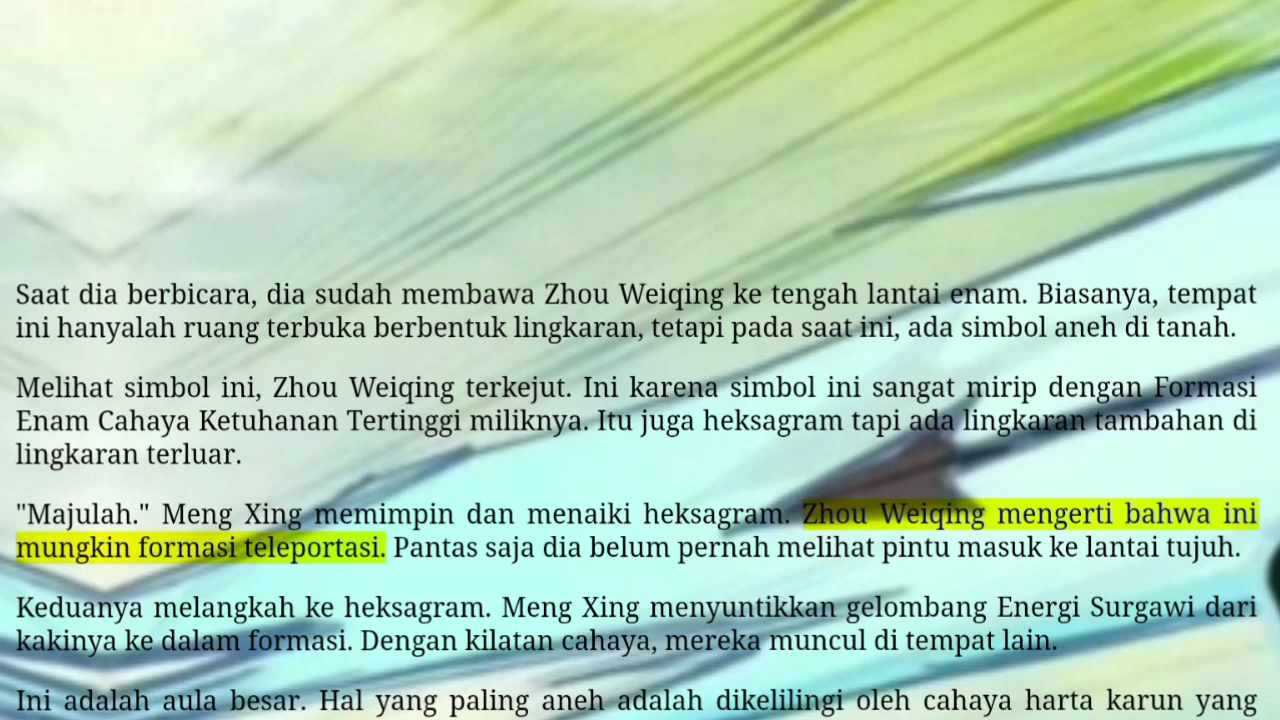 Saat dia berbicara, dia sudah membawa Zhou Weiqing ke tengah lantai enam. Biasanya, tempat
ini hanyalah ruang terbuka berbentuk lingkaran, tetapi pada saat ini, ada simbol aneh di tanah.
Melihat simbol ini, Zhou Weiqing terkejut. Ini karena simbol ini sangat mirip dengan Formasi
Enam Cahaya Ketuhanan Tertinggi miliknya. Itu juga heksagram tapi ada lingkaran tambahan di
lingkaran terluar.
"Majulah." Meng Xing memimpin dan menaiki heksagram. Zhou Weiqing mengerti bahwa ini
mungkin formasi teleportasi. Pantas saja dia belum pernah melihat pintu masuk ke lantai tujuh.
Keduanya melangkah ke heksagram. Meng Xing menyuntikkan gelombang Energi Surgawi dari
kakinya ke dalam formasi. Dengan kilatan cahaya, mereka muncul di tempat lain.
Ini adalah aula besar. Hal yang paling aneh adalah dikelilingi oleh cahaya harta karun yang